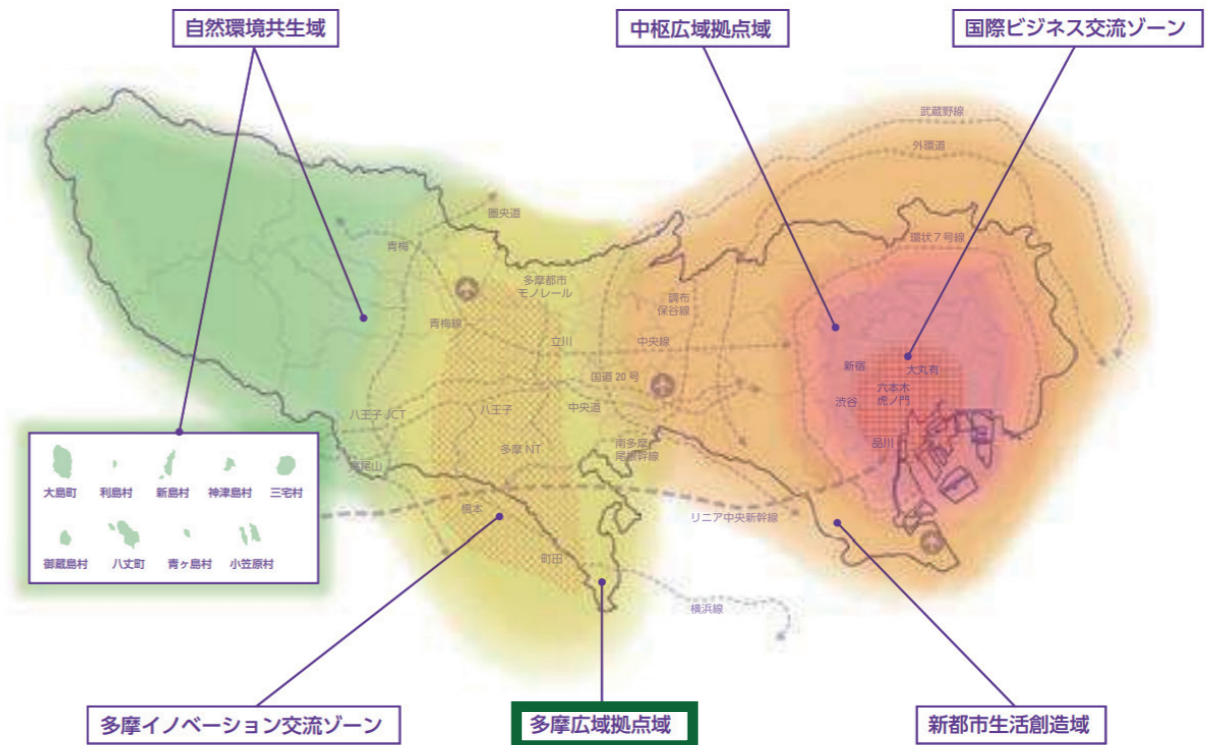 自然環境共生域
中枢広域拠点域
国際ビジネス交流ゾーン
武蔵野線
外環道
圏央道
環状7号線
青梅
多摩都市
モノレール
調布
保谷線
青梅線
立川
中央線
新宿
大丸有
国道20号
六本木
虎ノ門
渋谷
八王子JCT
八王子
中央道
品川
多摩NT
南多摩
尾根幹線
高尾山
大島町
利島村
新島村
神津島村
三宅村
橋本
リニア中央新幹線
御蔵島村
八丈町
青ヶ島村
小笠原村
町田
横浜線
多摩イノベーション交流ゾーン
多摩広域拠点域
新都市生活創造域